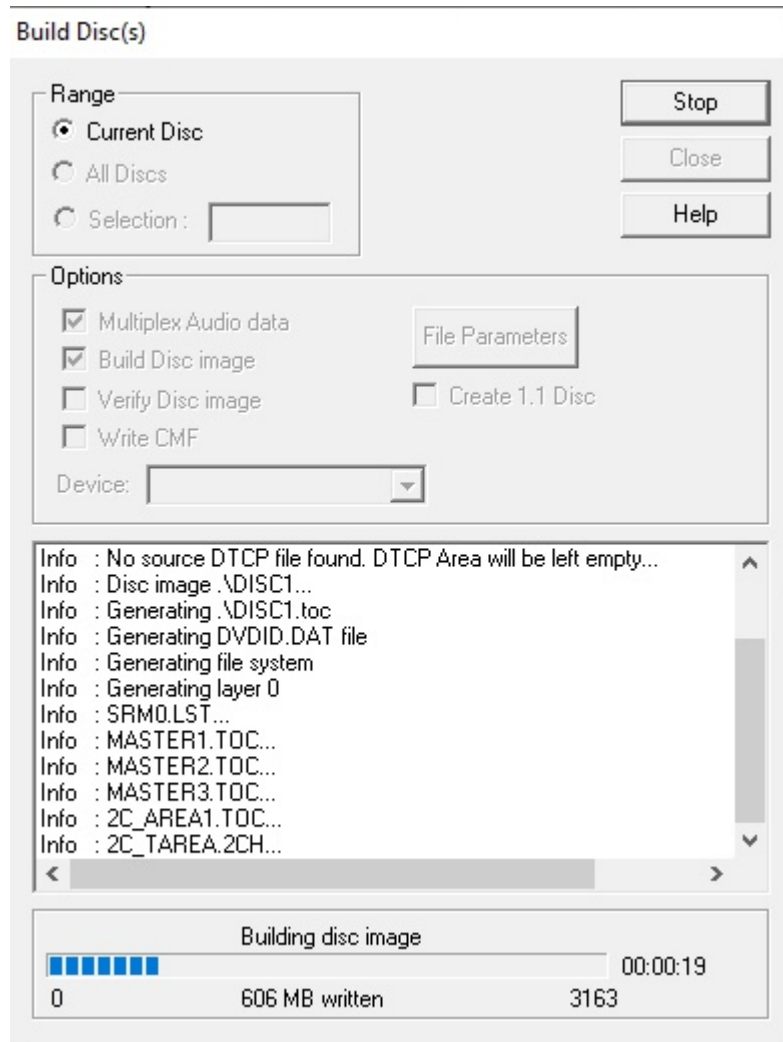 Build Disc(s)
Range
Current Disc
All Discs
Selection :
Stop
Close
Help
Options
Multiplex Audio data
Build Disc image
Verify Disc image
Write CMF
File Parameters
Create 1.1 Disc
Device:
Info : No source DTCP file found. DTCP Area will be left empty...
Info : Disc image .\DISC1...
Info : Generating .\DISC1.toc
Info : Generating DVDID.DAT file
Info : Generating file system
Info : Generating layer 0
Info : SRM0.LST...
Info : MASTER1.TOC...
Info : MASTER2.TOC...
Info : MASTER3.TOC...
Info : 2C_AREA1.TOC...
Info : 2C_TAREA.2CH...
Building disc image
00:00:19
0 606 MB written 3163